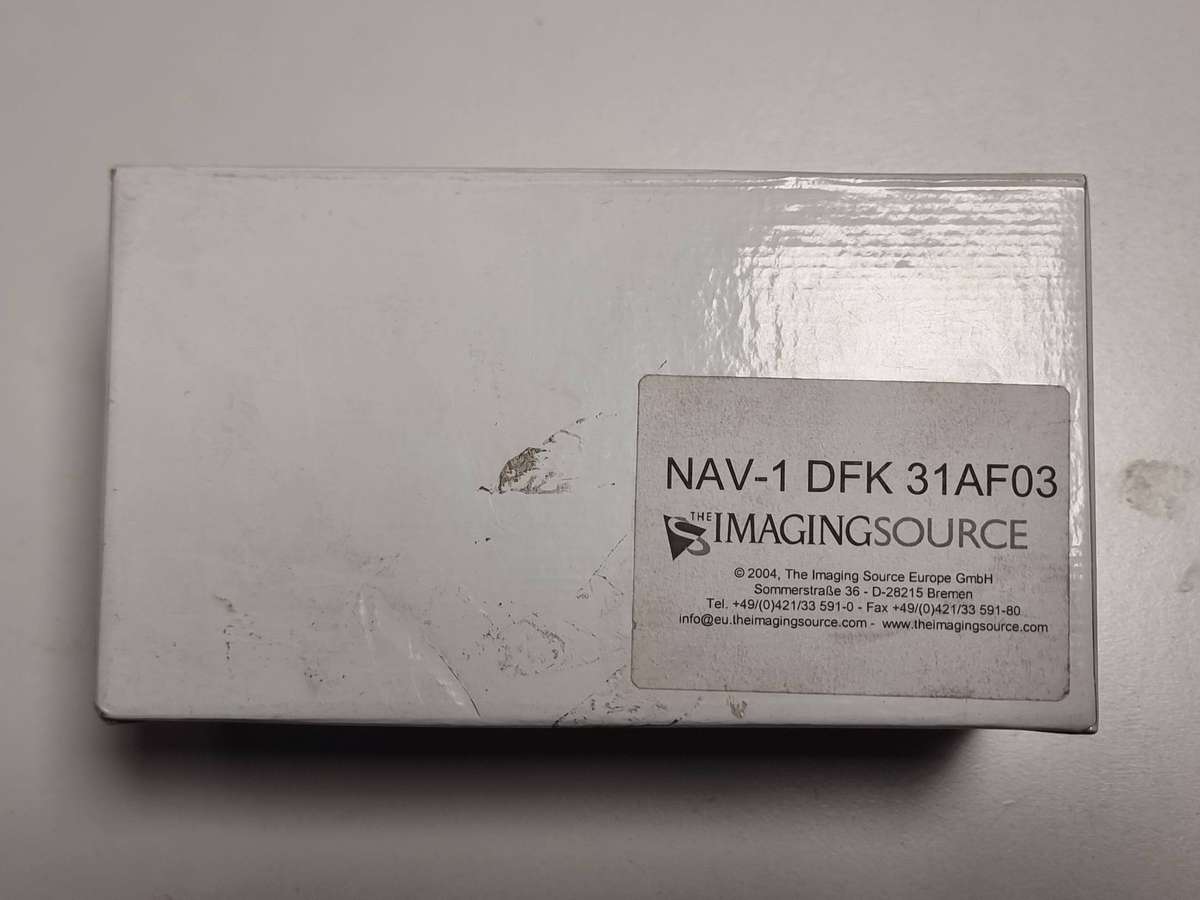 NAV-1 DFK 31AF03
THE IMAGINGSOURCE
© 2004, The Imaging Source Europe GmbH
Sommerstraße 36 - D-28215 Bremen
Tel. +49/(0)421/33 591-0 - Fax +49/(0)421/33 591-80
info@eu.theimagingsource.com - www.theimagingsource.com